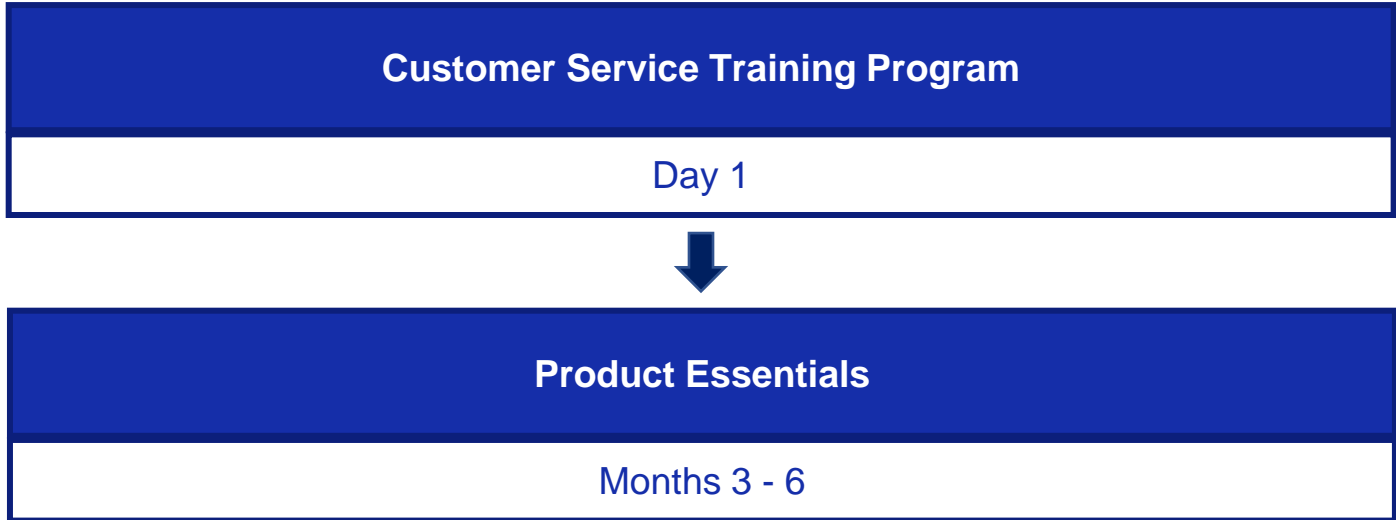 Customer Service Training Program
Day 1
Product Essentials
Months 3 - 6